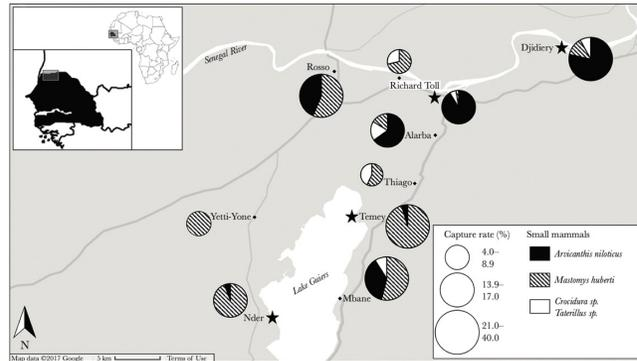 Djidiery
Senegal River
Rosso
Richard Toll
Alarba
Thiago
Yetti-Yone
Temey
Lake Guiers
Mbane
Nder
N
Capture rate (%)
4.0–
8.9
13.9–
17.0
21.0–
40.0
Small mammals
Arvicanthis niloticus
Mastomys huberti
Crocidura sp.
Taterillus sp.
Map data ©2017 Google
5 km
Terms of Use